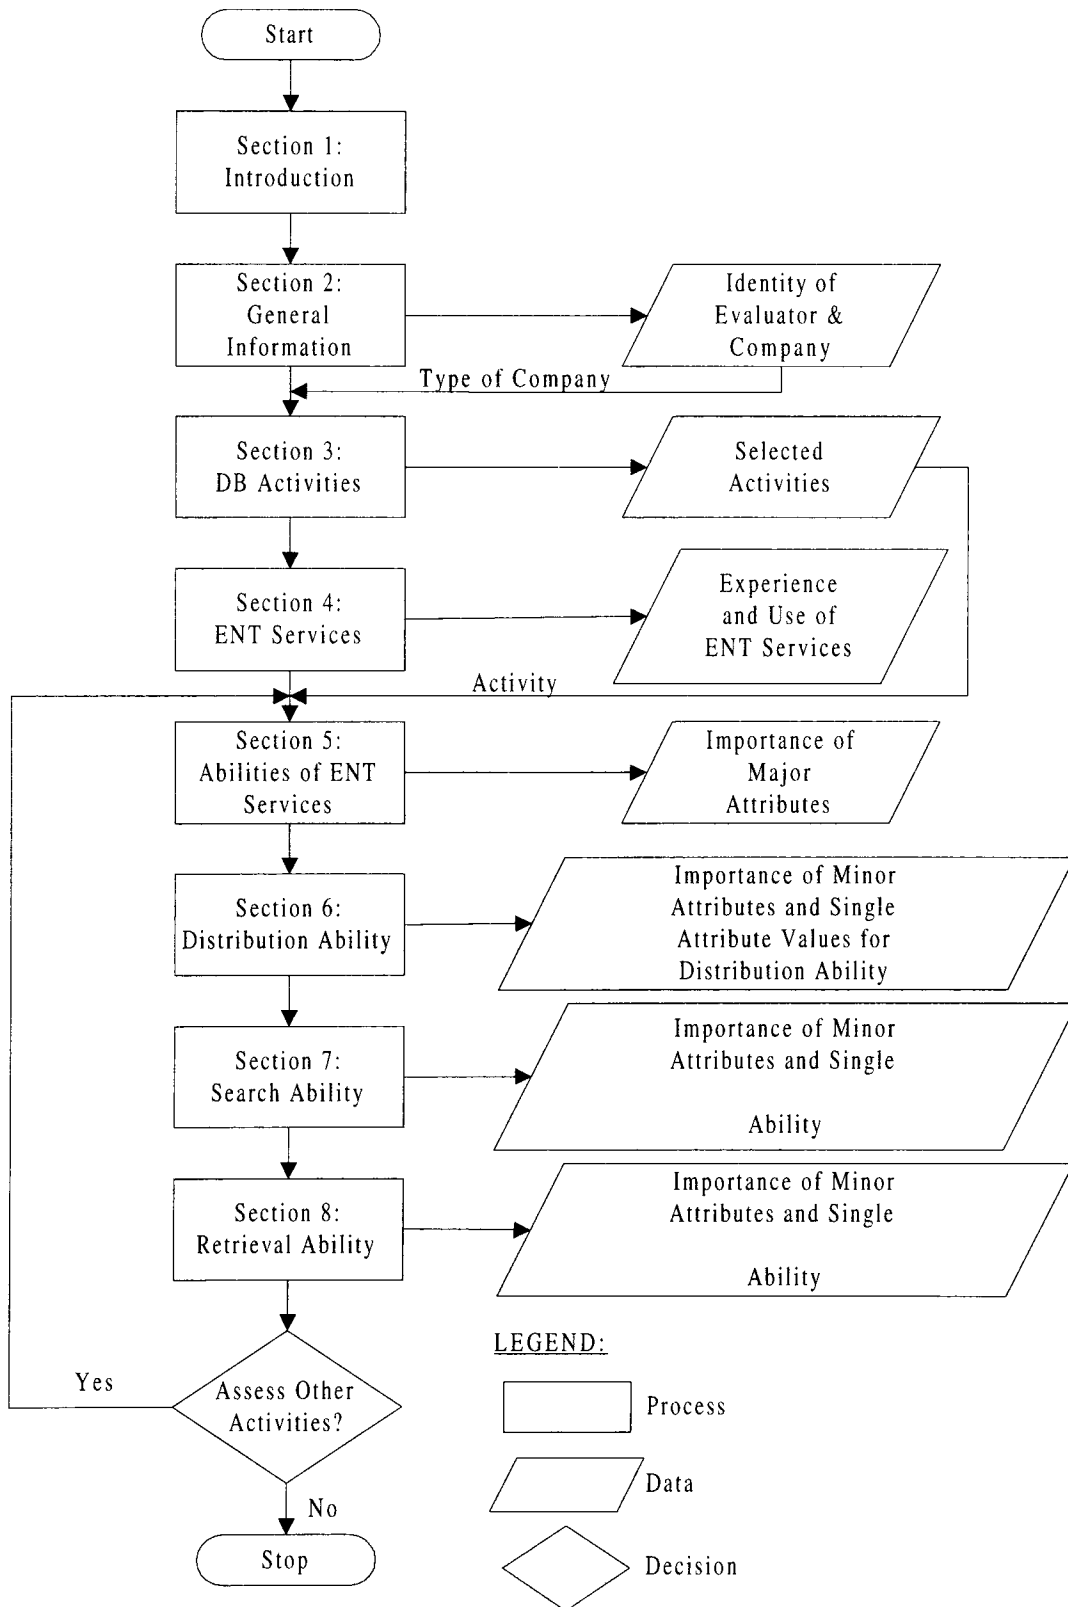 Start
Section 1:
Introduction
Section 2:
General
Information
Identity of
Evaluator &
Company
Type of Company
Section 3:
DB Activities
Selected
Activities
Section 4:
ENT Services
Experience
and Use of
ENT Services
Activity
Section 5:
Abilities of ENT
Services
Importance of
Major
Attributes
Section 6:
Distribution Ability
Importance of Minor
Attributes and Single
Attribute Values for
Distribution Ability
Section 7:
Search Ability
Importance of Minor
Attributes and Single
Ability
Section 8:
Retrieval Ability
Importance of Minor
Attributes and Single
Ability
Assess Other
Activities?
Yes
No
Stop
LEGEND:
Process
Data
Decision